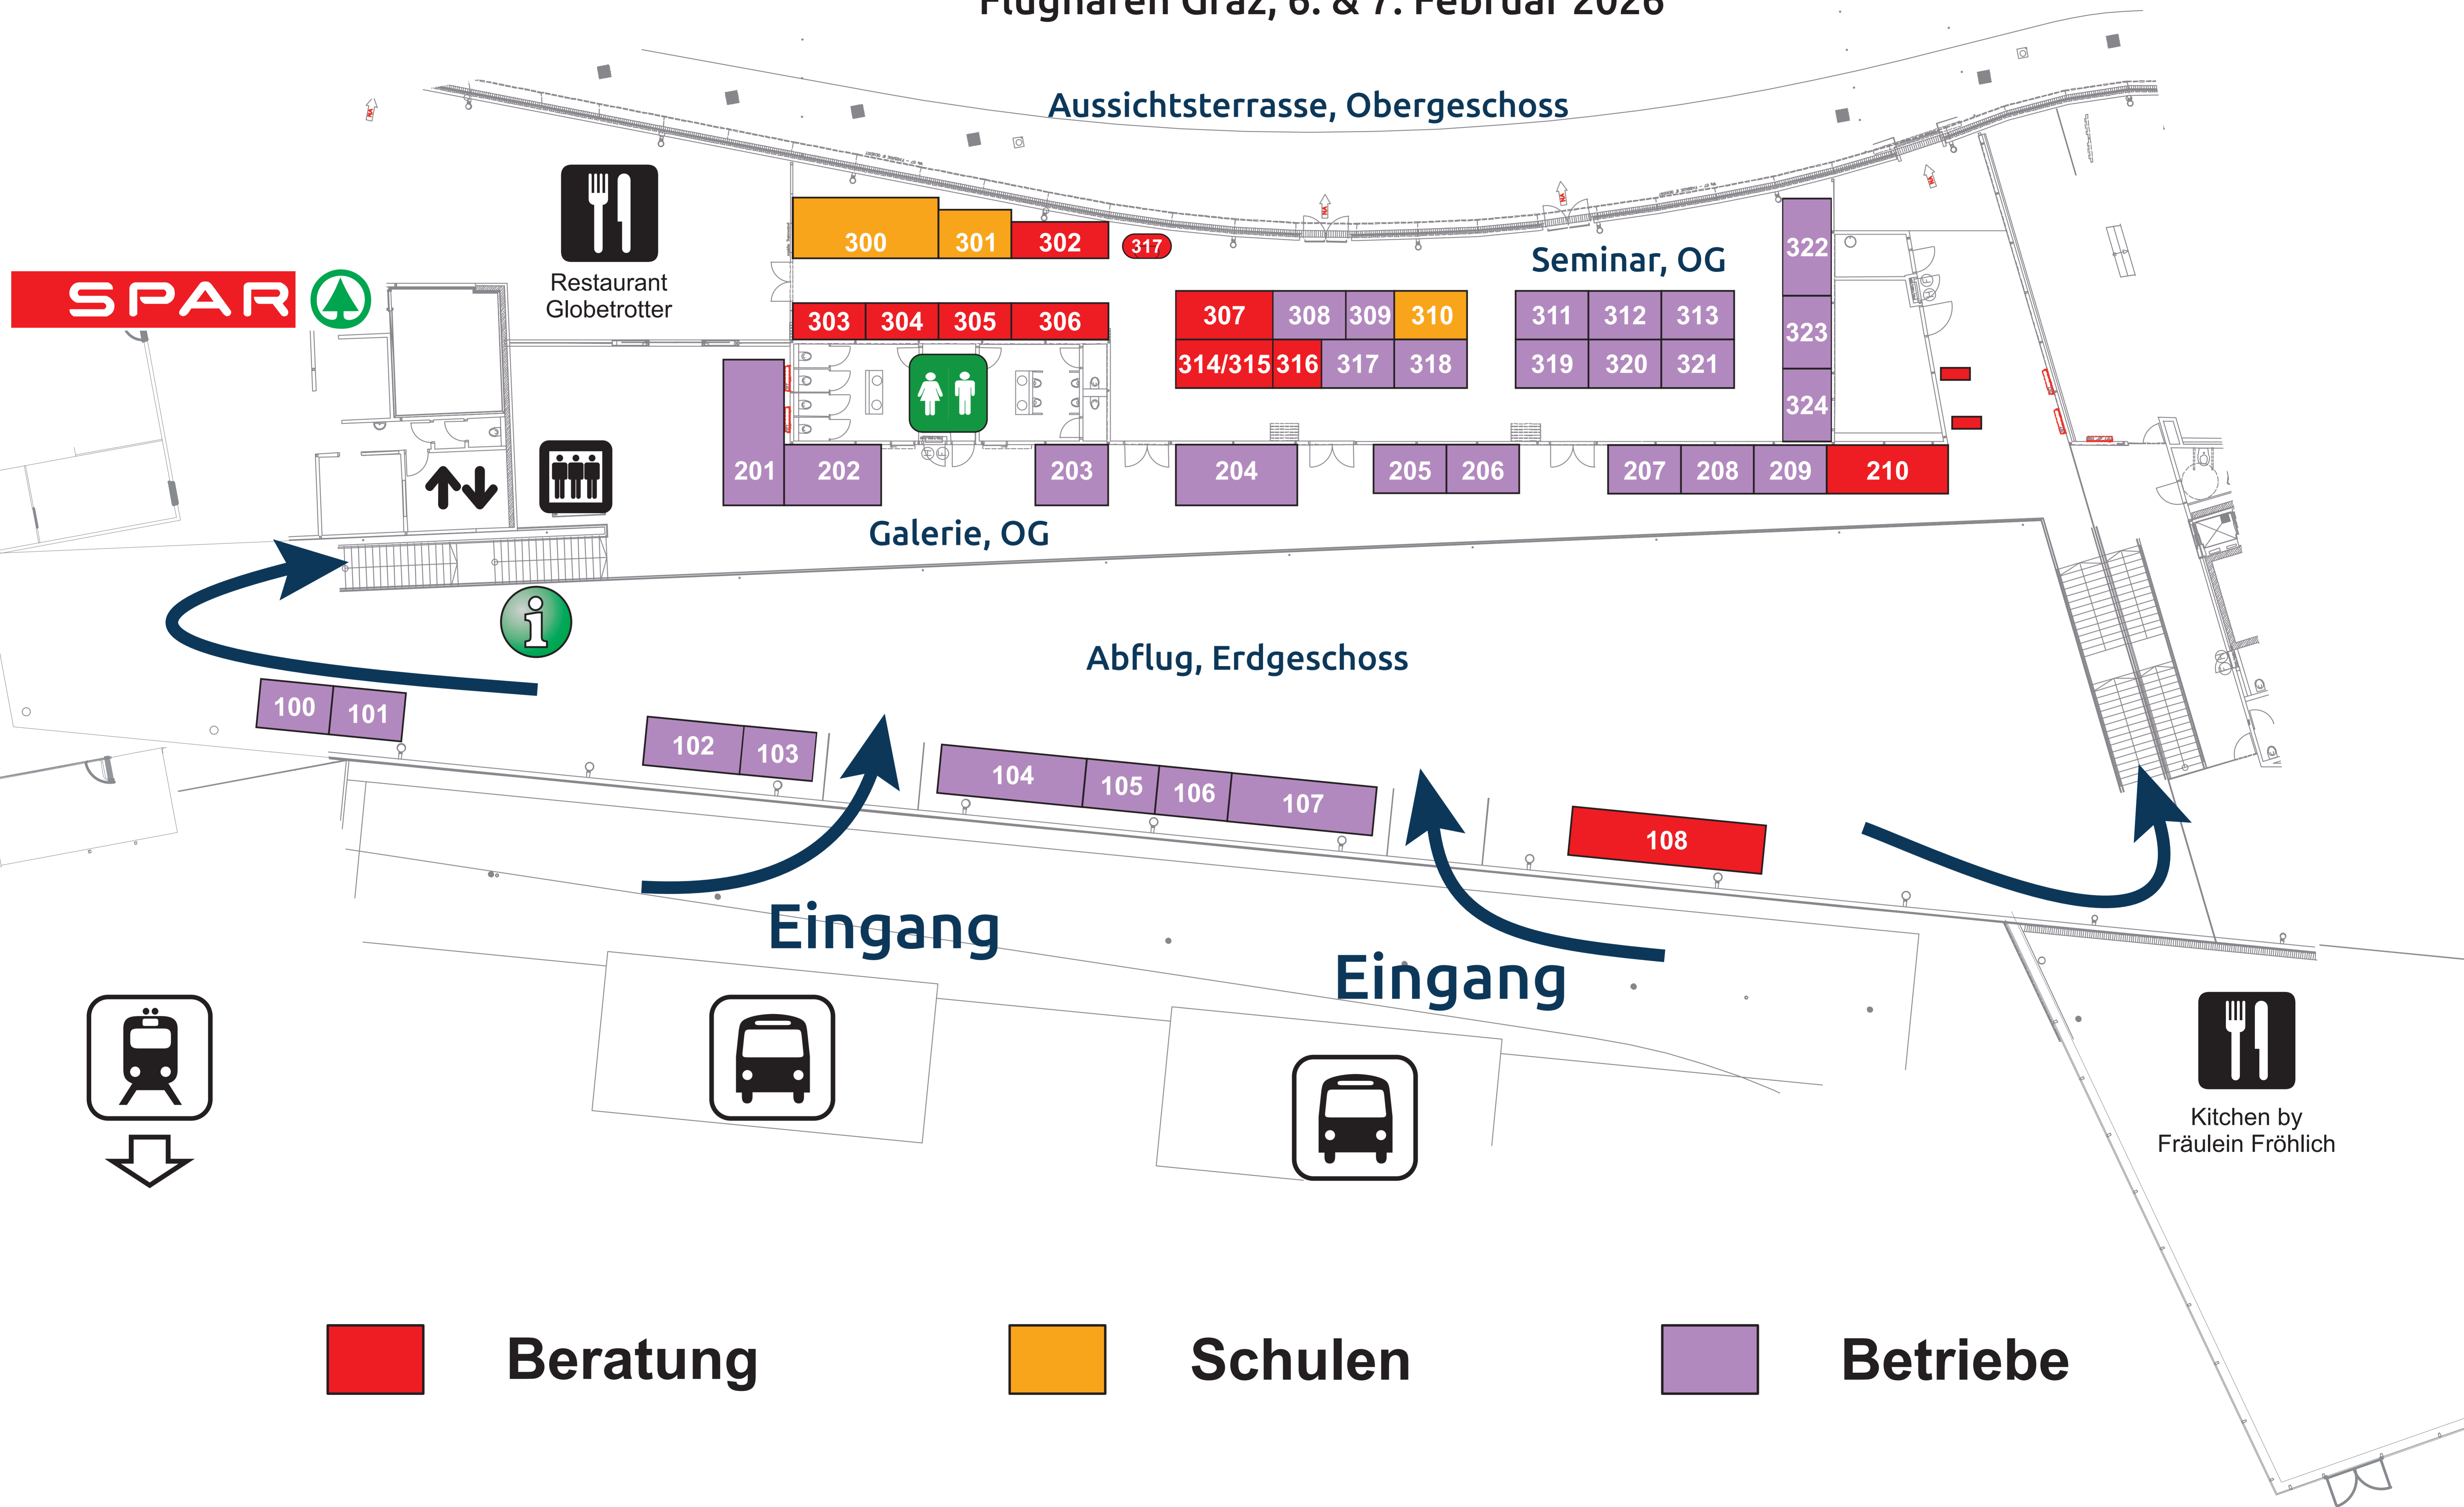 Flughafen Graz, 6. & 7. Februar 2026
Aussichtsterrasse, Obergeschoss
Restaurant
Globetrotter
SPAR
300 301 302 317
Seminar, OG
303 304 305 306
307 308 309 310
314/315 316 317 318
311 312 313
319 320 321
322
323
324
201 202 203 204 205 206 207 208 209 210
Galerie, OG
i
Abflug, Erdgeschoss
100 101
102 103
104 105 106 107
108
Eingang
Eingang
Kitchen by
Fräulein Fröhlich
Beratung
Schulen
Betriebe